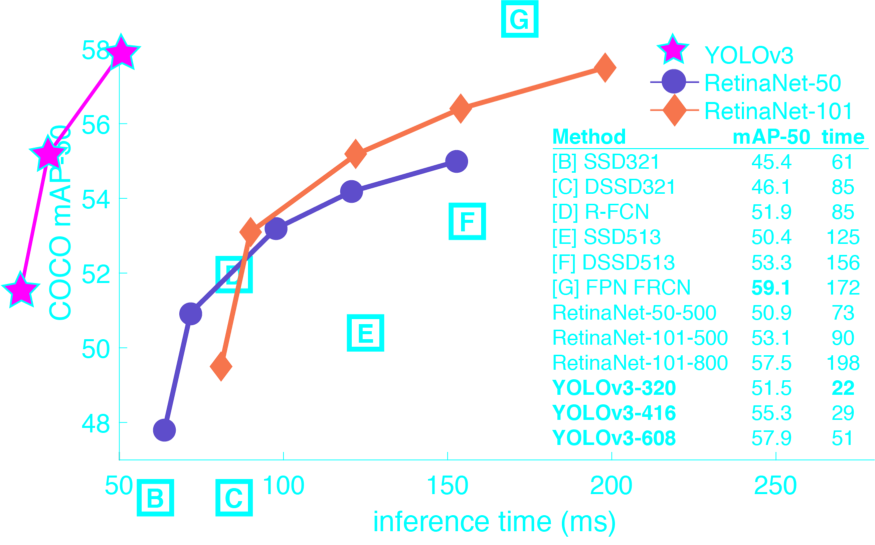 G
58
56
54
52
50
48
COCO mAP-50
YOLOv3
RetinaNet-50
RetinaNet-101
Method mAP-50 time
[B] SSD321 45.4 61
[C] DSSD321 46.1 85
[D] R-FCN 51.9 85
[E] SSD513 50.4 125
[F] DSSD513 53.3 156
[G] FPN FRCN 59.1 172
RetinaNet-50-500 50.9 73
RetinaNet-101-500 53.1 90
RetinaNet-101-800 57.5 198
YOLOv3-320 51.5 22
YOLOv3-416 55.3 29
YOLOv3-608 57.9 51
F
D
E
B
C
50 100 150 200 250
inference time (ms)